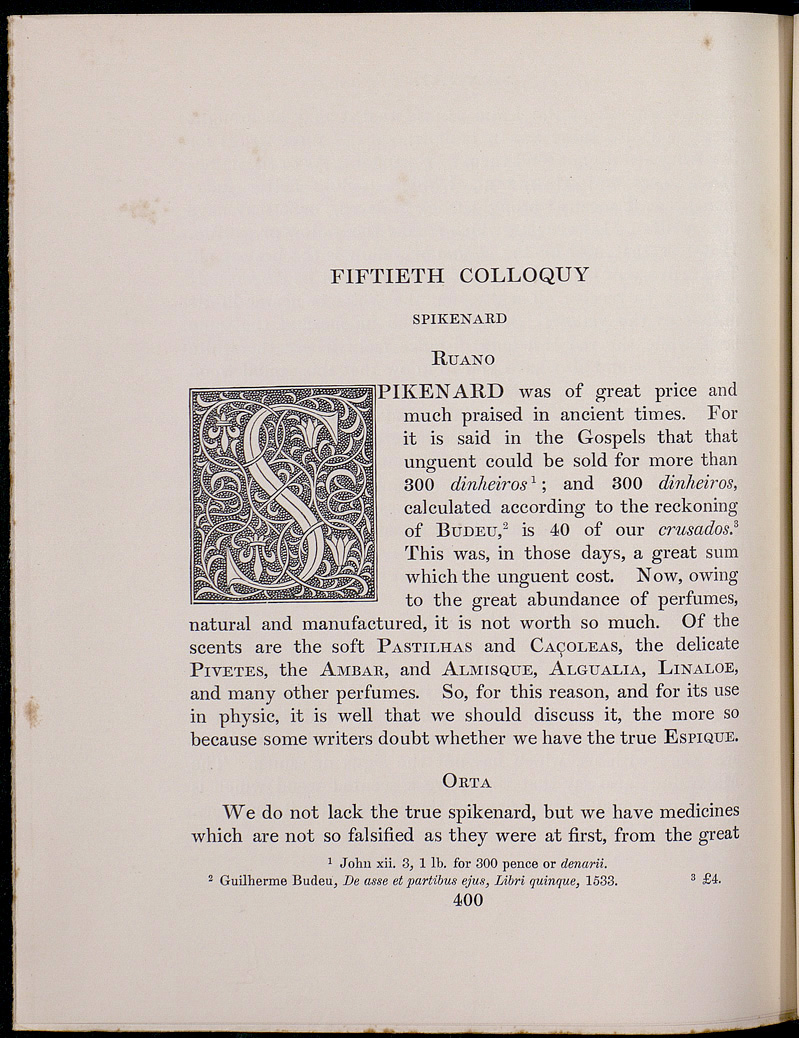 FIFTIETH COLLOQUY
SPIKENARD
RUANO
SPIKENARD was of great price and
much praised in ancient times. For
it is said in the Gospels that that
unguent could be sold for more than
300 dinheiros¹; and 300 dinheiros,
calculated according to the reckoning
of BUDEU,² is 40 of our crusados.³
This was, in those days, a great sum
which the unguent cost. Now, owing
to the great abundance of perfumes,
natural and manufactured, it is not worth so much. Of the
scents are the soft PASTILHAS and CAÇOLEAS, the delicate
PIVETES, the AMBAR, and ALMISQUE, ALGUALIA, LINALOE,
and many other perfumes. So, for this reason, and for its use
in physic, it is well that we should discuss it, the more so
because some writers doubt whether we have the true ESPIQUE.
ORTA
We do not lack the true spikenard, but we have medicines
which are not so falsified as they were at first, from the great
¹ John xii. 3, 1 lb. for 300 pence or denarii.
² Guilherme Budeu, De asse et partibus ejus, Libri quinque, 1533. ³ £4.
400